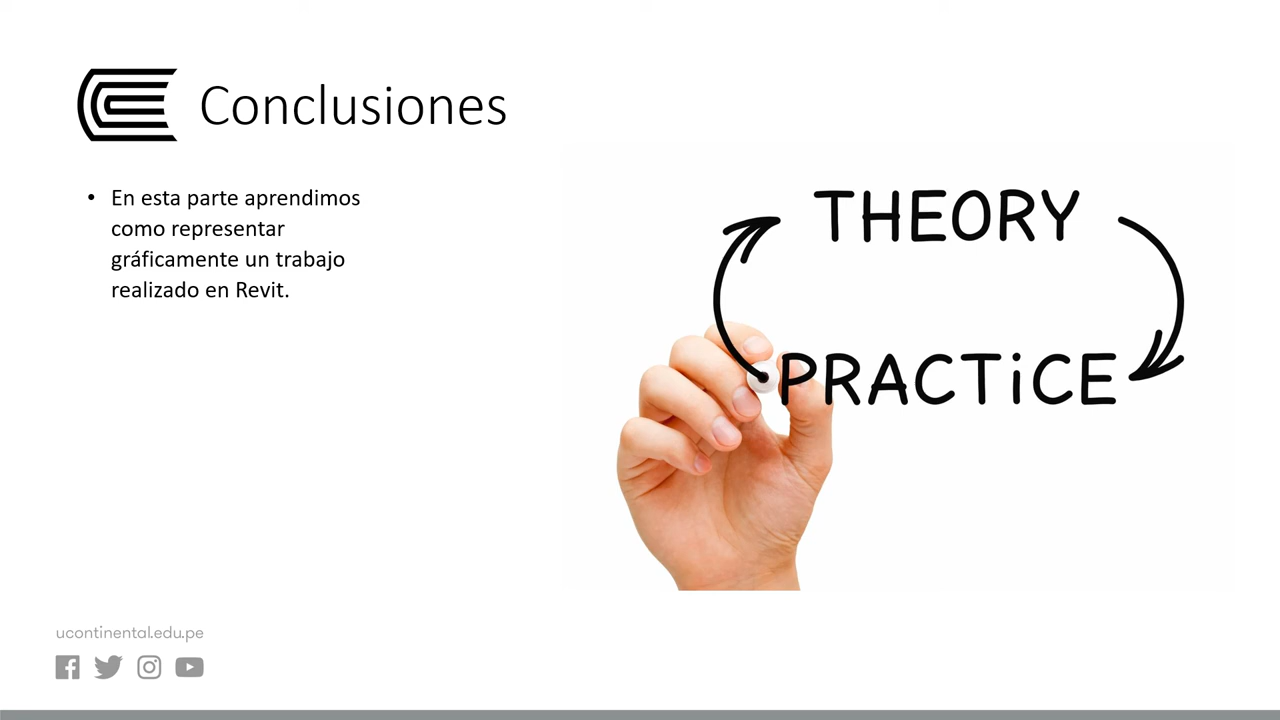 Conclusiones
• En esta parte aprendimos
como representar
gráficamente un trabajo
realizado en Revit.
THEORY
PRACTiCE
ucontinental.edu.pe